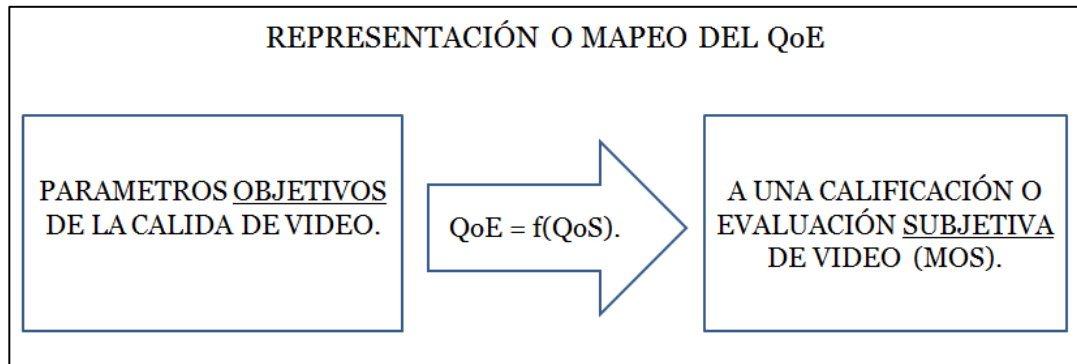 REPRESENTACIÓN O MAPEO DEL QoE
PARAMETROS OBJETIVOS
DE LA CALIDA DE VIDEO.
QoE = f(QoS).
A UNA CALIFICACIÓN O
EVALUACIÓN SUBJETIVA
DE VIDEO (MOS).